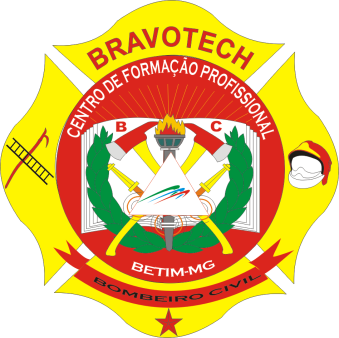 BRAVOTECH
CENTRO DE FORMAÇÃO PROFISSIONAL
B C
BETIM-MG
BOMBEIRO CIVIL